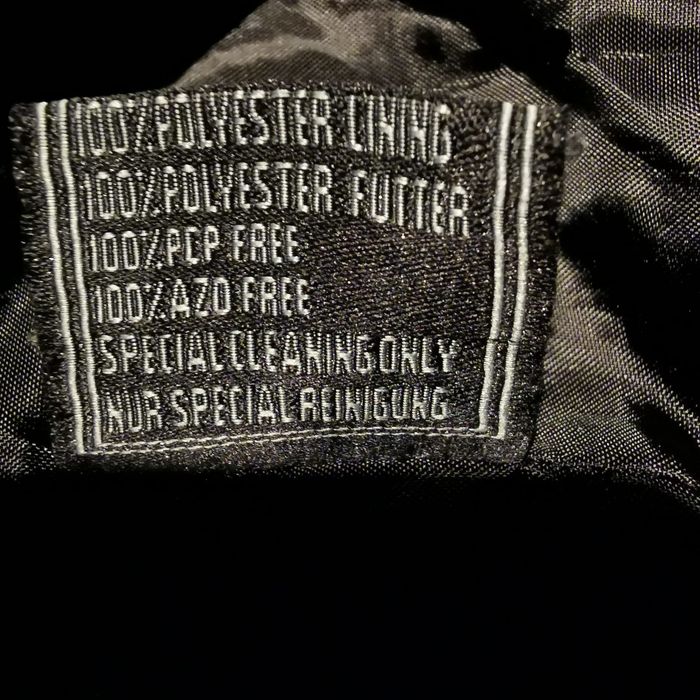 100% POLYESTER LINING
100% POLYESTER FUTTER
100% PCP FREE
100% AZO FREE
SPECIAL CLEANING ONLY
NUR SPECIAL REINIGUNG